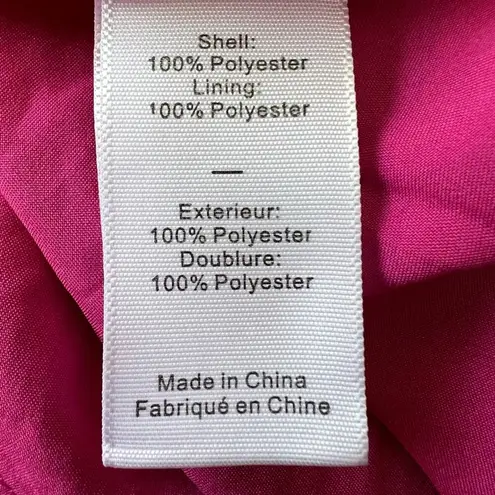 Shell:
100% Polyester
Lining:
100% Polyester
—
Exterieur:
100% Polyester
Doublure:
100% Polyester
Made in China
Fabriqué en Chine